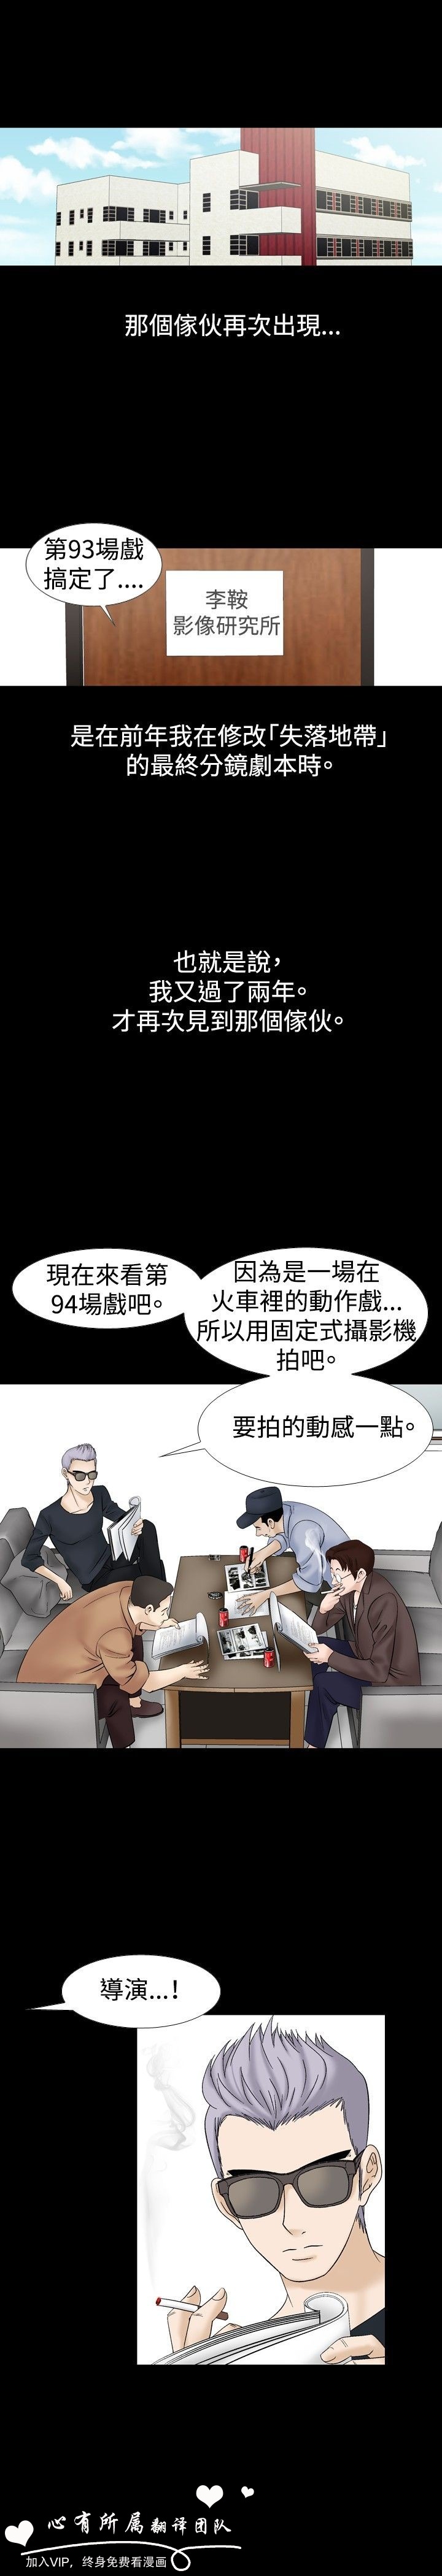 那個傢伙再次出現...
第93場戲
搞定了....
李鞍
影像研究所
是在前年我在修改「失落地帶」
的最終分鏡劇本時。
也就是說，
我又過了兩年。
才再次見到那個傢伙。
現在來看第
94場戲吧。
因為是一場在
火車裡的動作戲...
所以用固定式攝影機
拍吧。
要拍的動感一點。
導演...！
心有所属翻译团队
加入VIP，终身免费看漫画